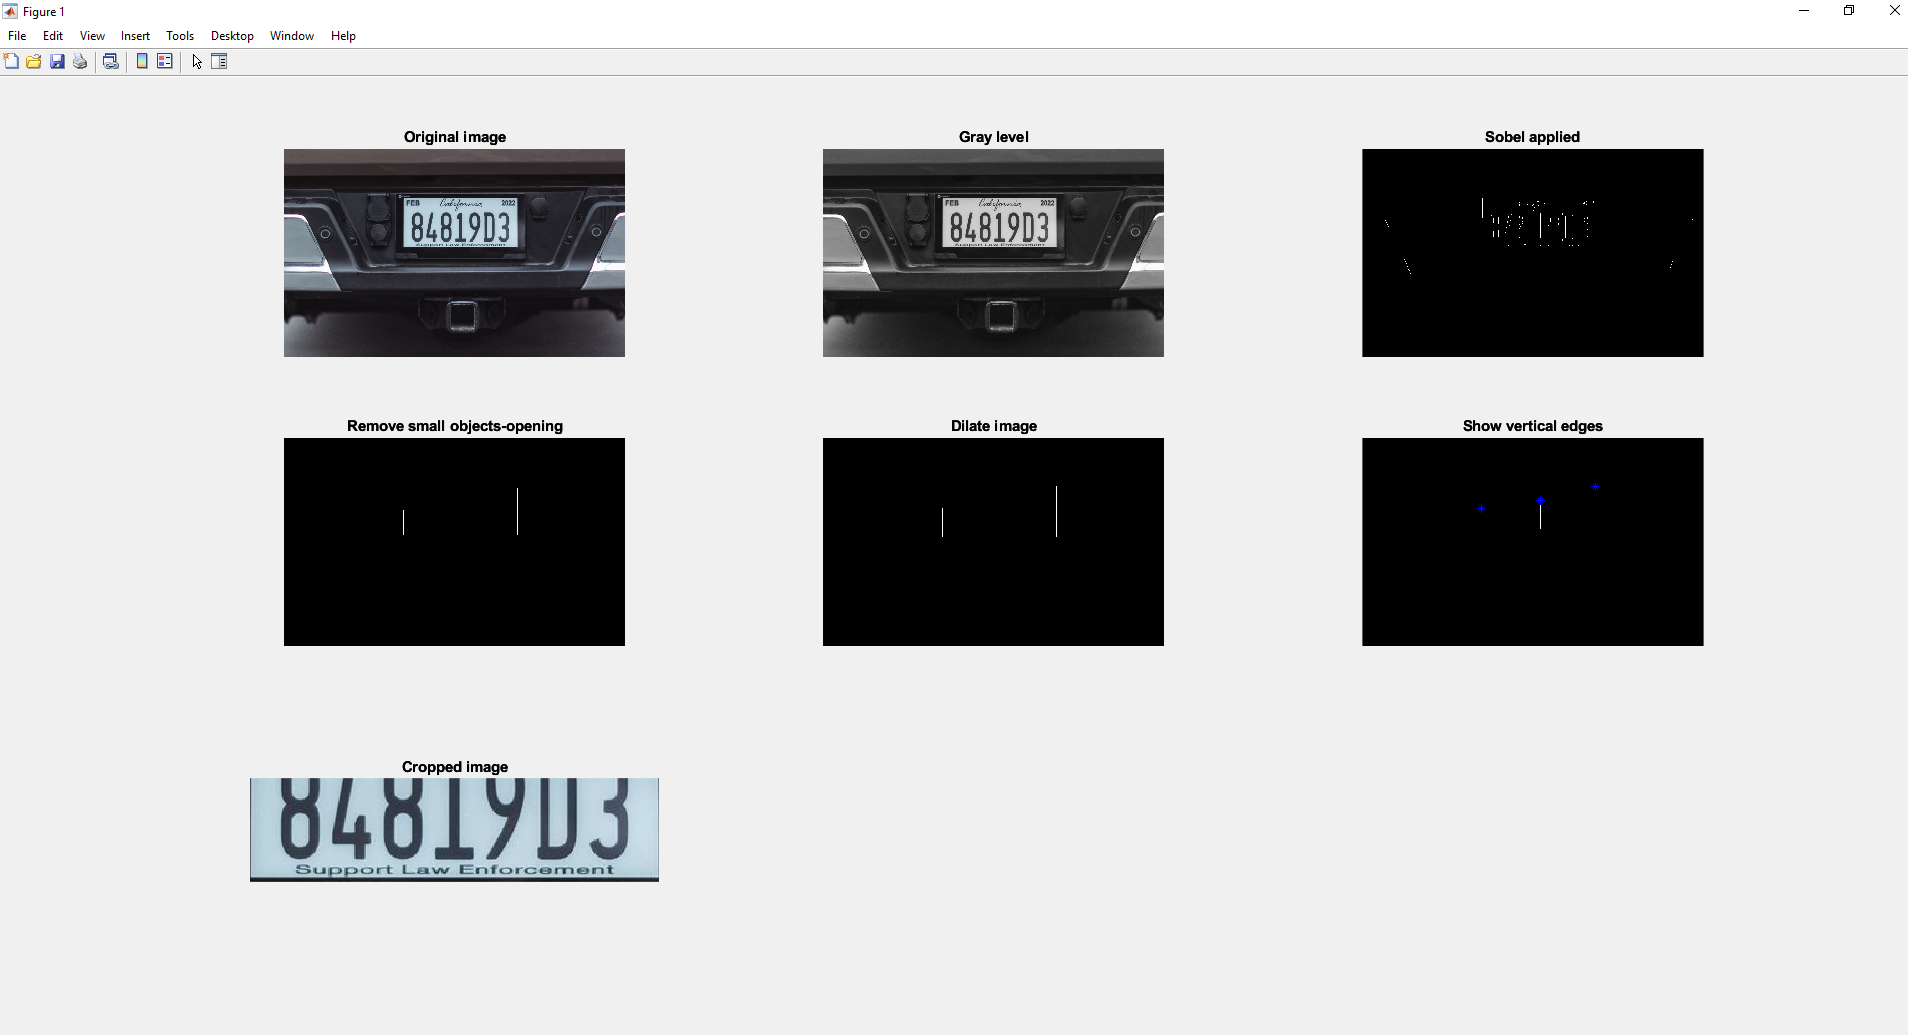 Figure 1
File Edit View Insert Tools Desktop Window Help
Original image
Gray level
Sobel applied
FEB California 2022
84819D3
Support Law Enforcement
FEB California 2022
84819D3
Support Law Enforcement
Remove small objects-opening
Dilate image
Show vertical edges
Cropped image
84819D3
Support Law Enforcement